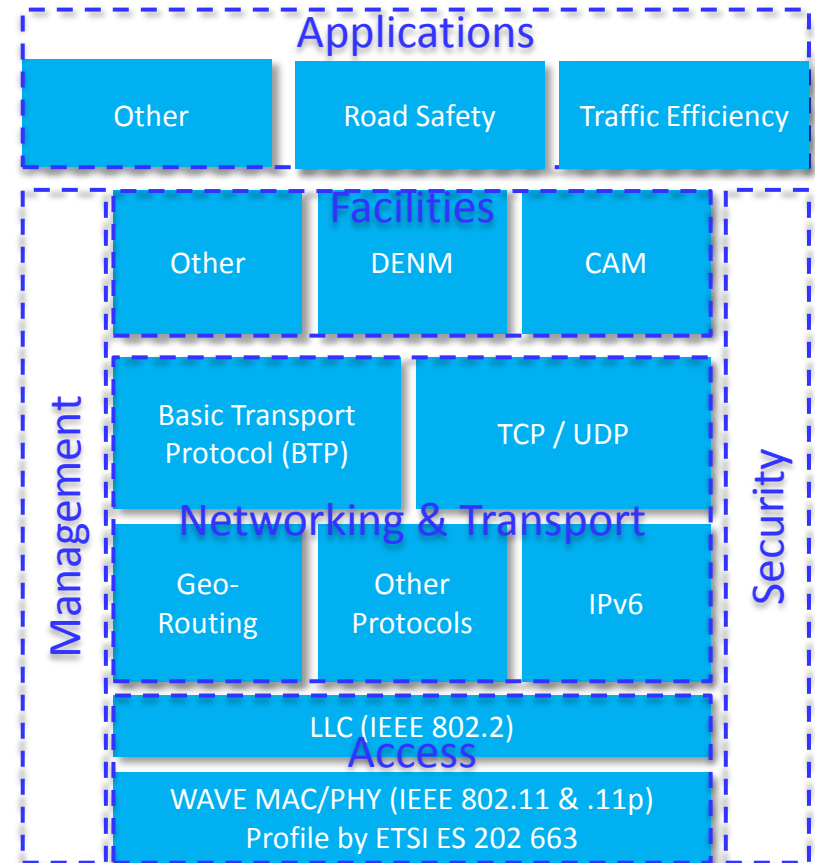 Applications
Other
Road Safety
Traffic Efficiency
Facilities
Other
DENM
CAM
Management
Security
Basic Transport
Protocol (BTP)
TCP / UDP
Networking & Transport
Geo-
Routing
Other
Protocols
IPv6
LLC (IEEE 802.2)
Access
WAVE MAC/PHY (IEEE 802.11 & .11p)
Profile by ETSI ES 202 663